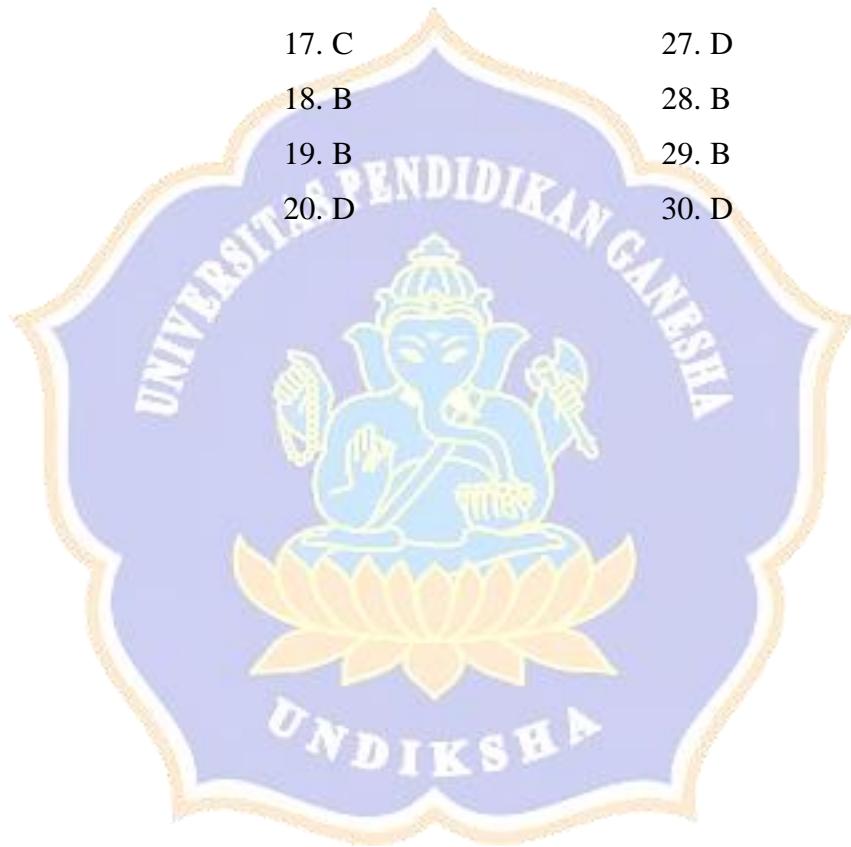 17. C
18. B
19. B
20. D
27. D
28. B
29. B
30. D
UNIVERSITAS PENDIDIKAN GANESHA
UNDIKSHA